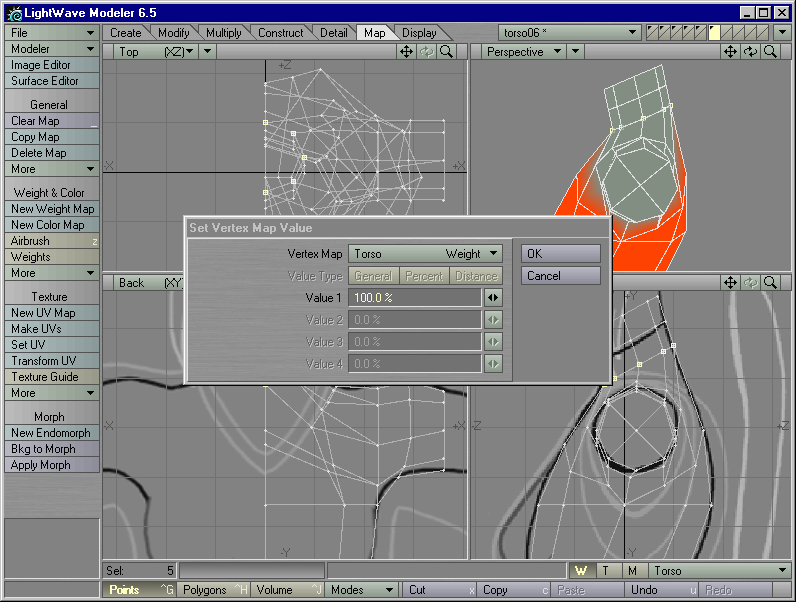 LightWave Modeler 6.5
File
Create Modify Multiply Construct Detail Map Display torso06 *
Modeler
Top (XZ) Perspective
Image Editor
Surface Editor
General
Clear Map _
Copy Map
Delete Map
More
Weight & Color
New Weight Map
New Color Map
Airbrush z
Weights
More
Texture
New UV Map
Make UVs
Set UV
Transform UV
Texture Guide
More
Morph
New Endomorph
Bkg to Morph
Apply Morph
+Z
-X
+X
Set Vertex Map Value
Vertex Map Torso Weight
Value Type General Percent Distance
Value 1 100.0 %
Value 2 0.0 %
Value 3 0.0 %
Value 4 0.0 %
OK
Cancel
Back (XY)
-X
-Y
+Y
-Z
+Z
-Y
Sel: 5
W T M Torso
Points ^G Polygons ^H Volume ^J Modes Cut x Copy c Paste v Undo u Redo